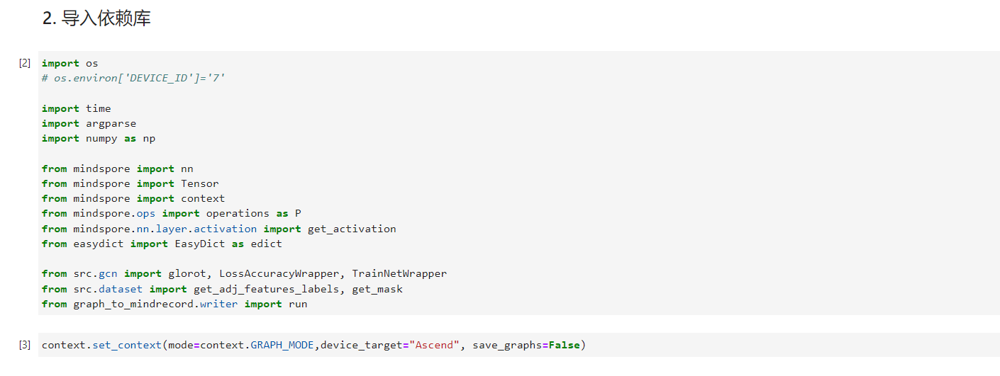 2. 导入依赖库
[2]
import os
# os.environ['DEVICE_ID']='7'
import time
import argparse
import numpy as np
from mindspore import nn
from mindspore import Tensor
from mindspore import context
from mindspore.ops import operations as P
from mindspore.nn.layer.activation import get_activation
from easydict import EasyDict as edict
from src.gcn import glorot, LossAccuracyWrapper, TrainNetWrapper
from src.dataset import get_adj_features_labels, get_mask
from graph_to_mindrecord.writer import run
[3]
context.set_context(mode=context.GRAPH_MODE,device_target="Ascend", save_graphs=False)